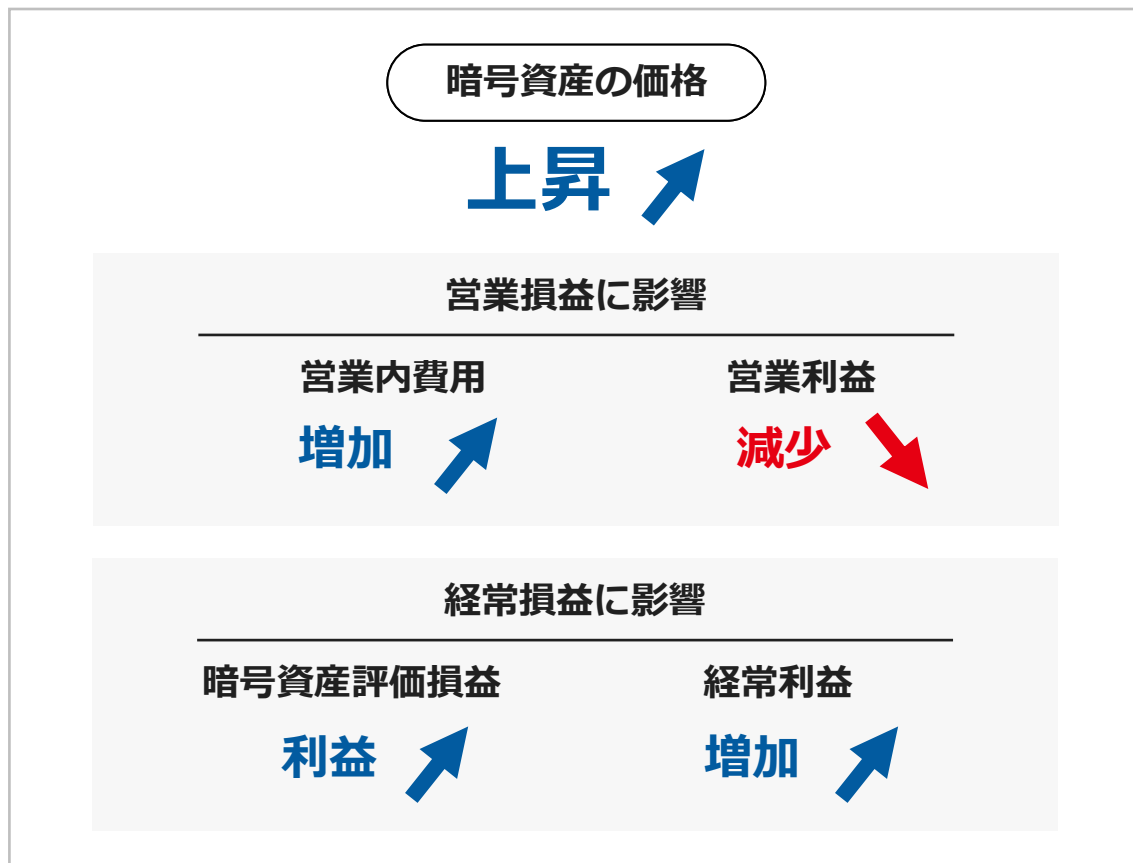 暗号資産の価格
上昇
営業損益に影響
営業内費用 営業利益
増加 減少
経常損益に影響
暗号資産評価損益 経常利益
利益 増加